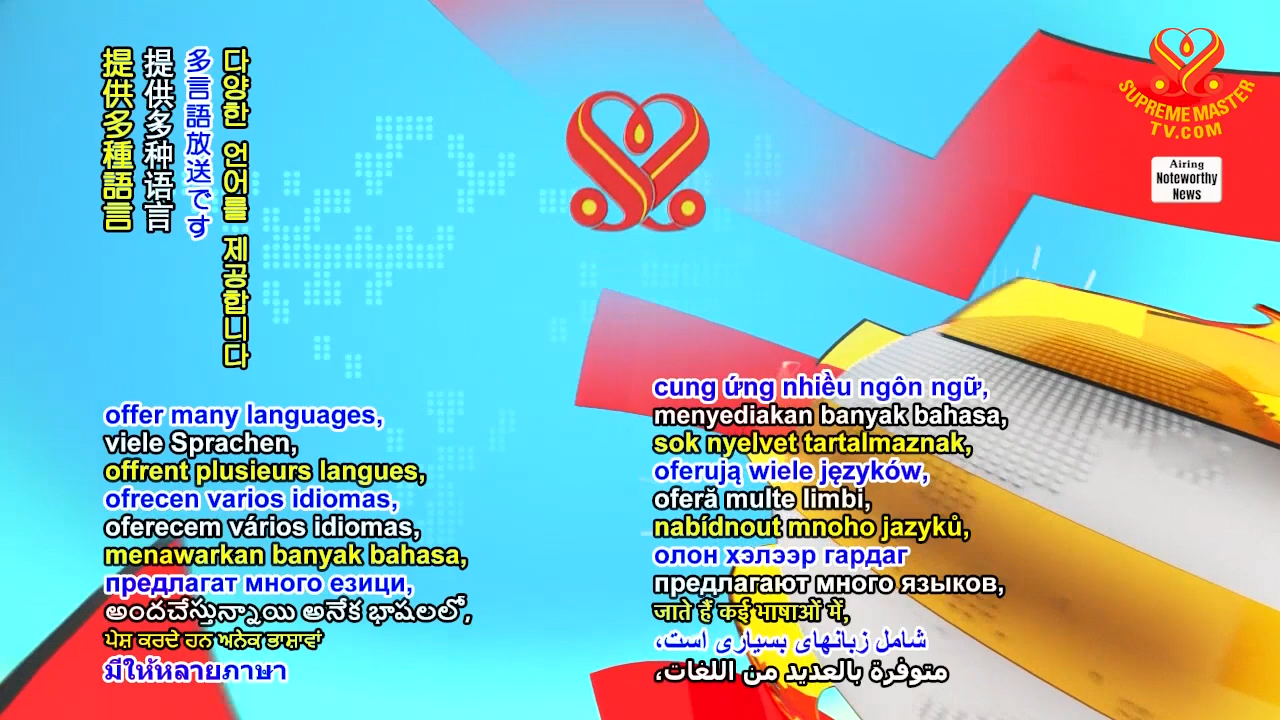 提供多種語言
提供多种语言
多言語放送です
다양한 언어를 제공합니다
SUPREME MASTER
TV.COM
Airing
Noteworthy
News
offer many languages,
viele Sprachen,
offrent plusieurs langues,
ofrecen varios idiomas,
oferecem vários idiomas,
menawarkan banyak bahasa,
предлагат много езици,
అందచేస్తున్నాయి అనేక భాషలలో,
ਪੇਸ਼ ਕਰਦੇ ਹਨ ਅਨੇਕ ਭਾਸ਼ਾਵਾਂ
มีให้หลายภาษา
cung ứng nhiều ngôn ngữ,
menyediakan banyak bahasa,
sok nyelvet tartalmaznak,
oferują wiele języków,
oferă multe limbi,
nabídnout mnoho jazyků,
олон хэлээр гардаг
предлагают много языков,
जाते हैं कई भाषाओं में,
شامل زبانهای بسیاری است،
متوفرة بالعديد من اللغات،